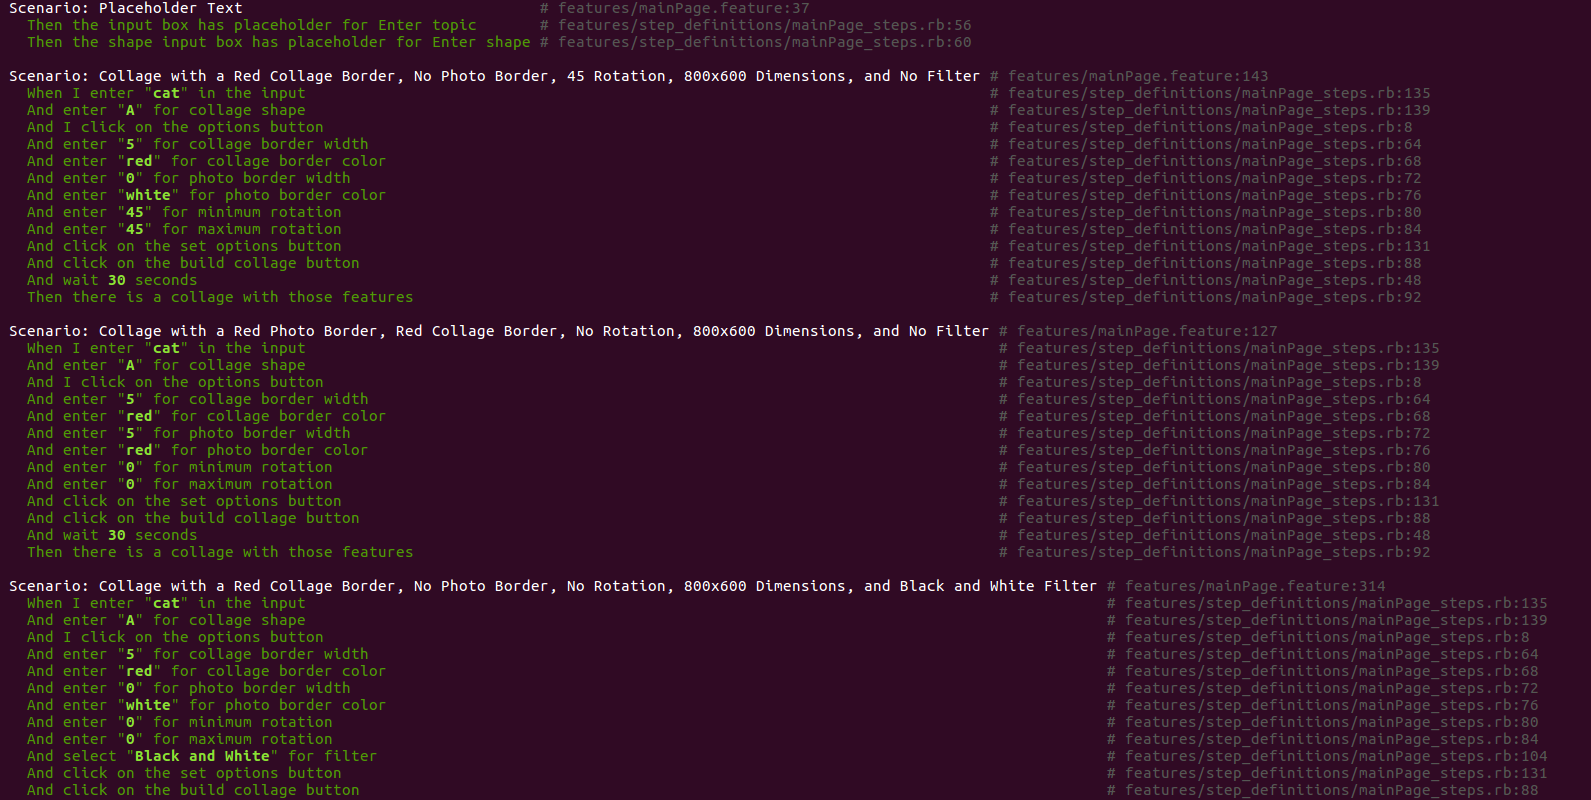 Scenario: Placeholder Text # features/mainPage.feature:37
Then the input box has placeholder for Enter topic # features/step_definitions/mainPage_steps.rb:56
Then the shape input box has placeholder for Enter shape # features/step_definitions/mainPage_steps.rb:60
Scenario: Collage with a Red Collage Border, No Photo Border, 45 Rotation, 800x600 Dimensions, and No Filter # features/mainPage.feature:143
When I enter "cat" in the input # features/step_definitions/mainPage_steps.rb:135
And enter "A" for collage shape # features/step_definitions/mainPage_steps.rb:139
And I click on the options button # features/step_definitions/mainPage_steps.rb:8
And enter "5" for collage border width # features/step_definitions/mainPage_steps.rb:64
And enter "red" for collage border color # features/step_definitions/mainPage_steps.rb:68
And enter "0" for photo border width # features/step_definitions/mainPage_steps.rb:72
And enter "white" for photo border color # features/step_definitions/mainPage_steps.rb:76
And enter "45" for minimum rotation # features/step_definitions/mainPage_steps.rb:80
And enter "45" for maximum rotation # features/step_definitions/mainPage_steps.rb:84
And click on the set options button # features/step_definitions/mainPage_steps.rb:131
And click on the build collage button # features/step_definitions/mainPage_steps.rb:88
And wait 30 seconds # features/step_definitions/mainPage_steps.rb:48
Then there is a collage with those features # features/step_definitions/mainPage_steps.rb:92
Scenario: Collage with a Red Photo Border, Red Collage Border, No Rotation, 800x600 Dimensions, and No Filter # features/mainPage.feature:127
When I enter "cat" in the input # features/step_definitions/mainPage_steps.rb:135
And enter "A" for collage shape # features/step_definitions/mainPage_steps.rb:139
And I click on the options button # features/step_definitions/mainPage_steps.rb:8
And enter "5" for collage border width # features/step_definitions/mainPage_steps.rb:64
And enter "red" for collage border color # features/step_definitions/mainPage_steps.rb:68
And enter "5" for photo border width # features/step_definitions/mainPage_steps.rb:72
And enter "red" for photo border color # features/step_definitions/mainPage_steps.rb:76
And enter "0" for minimum rotation # features/step_definitions/mainPage_steps.rb:80
And enter "0" for maximum rotation # features/step_definitions/mainPage_steps.rb:84
And click on the set options button # features/step_definitions/mainPage_steps.rb:131
And click on the build collage button # features/step_definitions/mainPage_steps.rb:88
And wait 30 seconds # features/step_definitions/mainPage_steps.rb:48
Then there is a collage with those features # features/step_definitions/mainPage_steps.rb:92
Scenario: Collage with a Red Collage Border, No Photo Border, No Rotation, 800x600 Dimensions, and Black and White Filter # features/mainPage.feature:314
When I enter "cat" in the input # features/step_definitions/mainPage_steps.rb:135
And enter "A" for collage shape # features/step_definitions/mainPage_steps.rb:139
And I click on the options button # features/step_definitions/mainPage_steps.rb:8
And enter "5" for collage border width # features/step_definitions/mainPage_steps.rb:64
And enter "red" for collage border color # features/step_definitions/mainPage_steps.rb:68
And enter "0" for photo border width # features/step_definitions/mainPage_steps.rb:72
And enter "white" for photo border color # features/step_definitions/mainPage_steps.rb:76
And enter "0" for minimum rotation # features/step_definitions/mainPage_steps.rb:80
And enter "0" for maximum rotation # features/step_definitions/mainPage_steps.rb:84
And select "Black and White" for filter # features/step_definitions/mainPage_steps.rb:104
And click on the set options button # features/step_definitions/mainPage_steps.rb:131
And click on the build collage button # features/step_definitions/mainPage_steps.rb:88